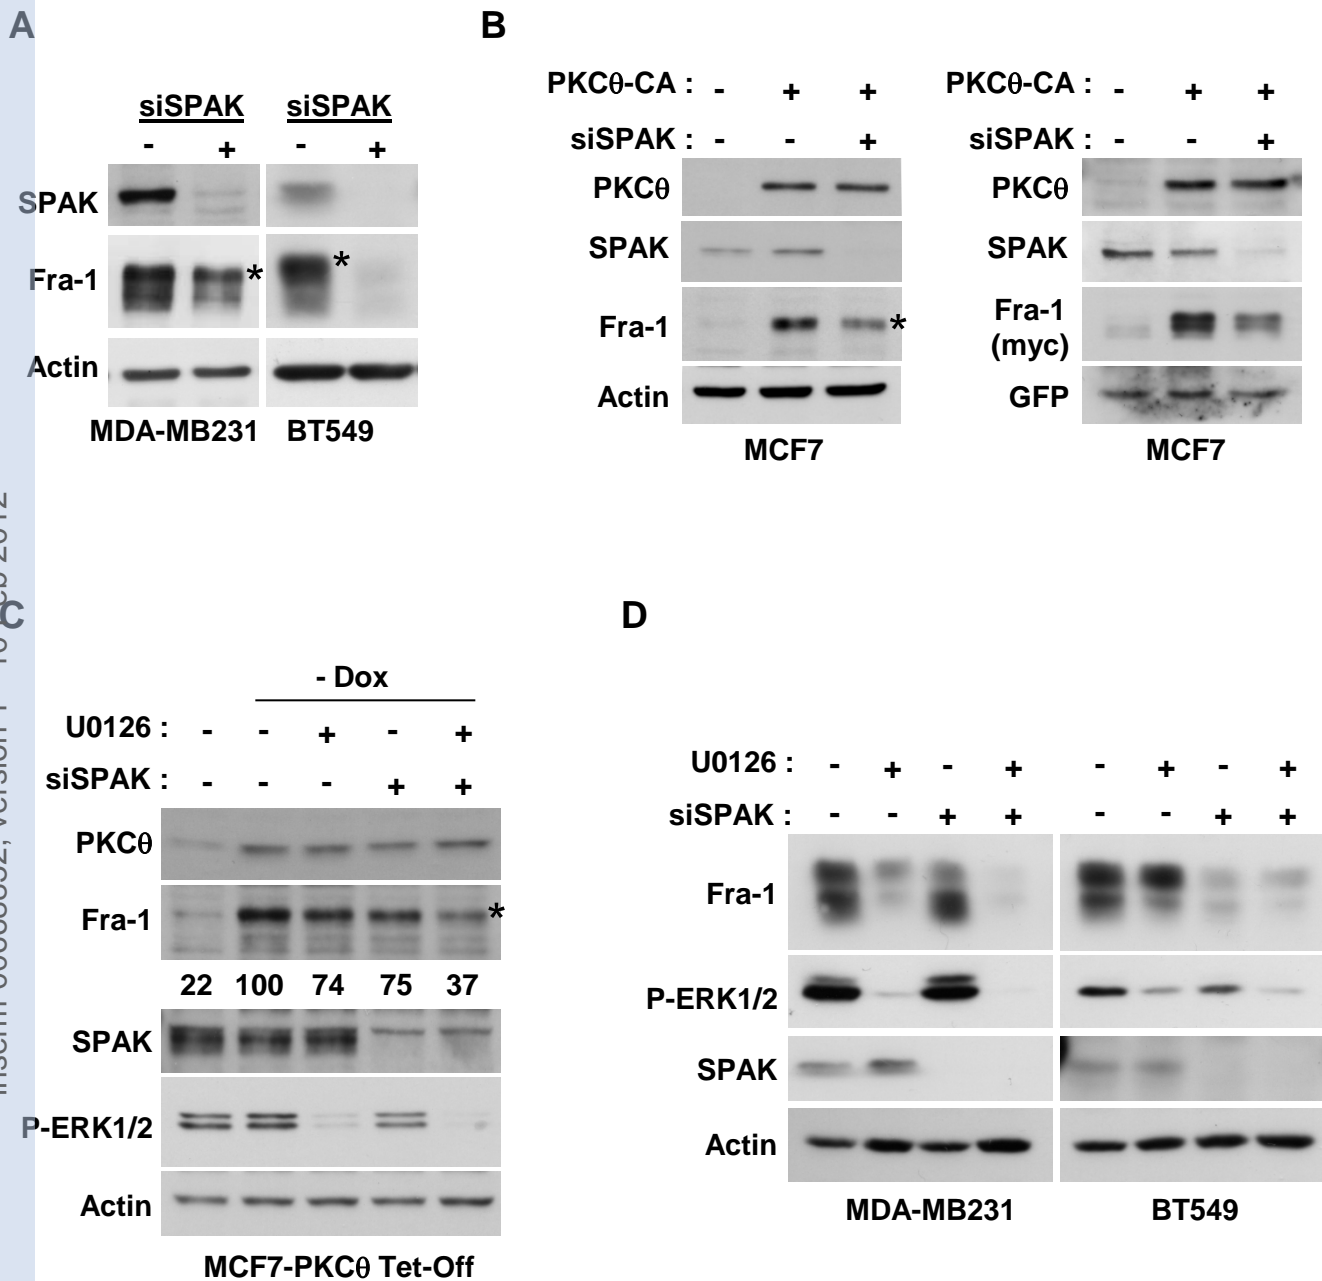 A
siSPAK siSPAK
- + - +
SPAK
Fra-1 * *
Actin
MDA-MB231 BT549
B
PKCθ-CA : - + +
siSPAK : - - +
PKCθ
SPAK
Fra-1 *
Actin
MCF7
PKCθ-CA : - + +
siSPAK : - - +
PKCθ
SPAK
Fra-1
(myc)
GFP
MCF7
C
- Dox
U0126 : - - + - +
siSPAK : - - - + +
PKCθ
Fra-1 *
22 100 74 75 37
SPAK
P-ERK1/2
Actin
MCF7-PKCθ Tet-Off
D
U0126 : - + - + - + - +
siSPAK : - - + + - - + +
Fra-1
P-ERK1/2
SPAK
Actin
MDA-MB231 BT549